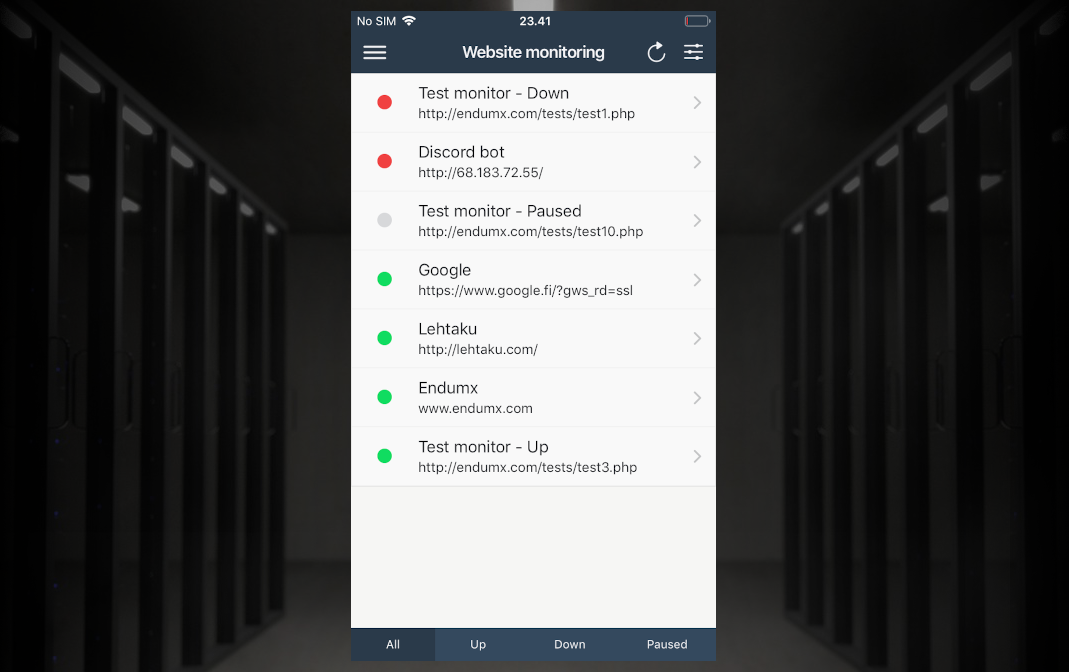 No SIM
23.41
Website monitoring
Test monitor - Down
http://endumx.com/tests/test1.php
Discord bot
http://68.183.72.55/
Test monitor - Paused
http://endumx.com/tests/test10.php
Google
https://www.google.fi/?gws_rd=ssl
Lehtaku
http://lehtaku.com/
Endumx
www.endumx.com
Test monitor - Up
http://endumx.com/tests/test3.php
All
Up
Down
Paused